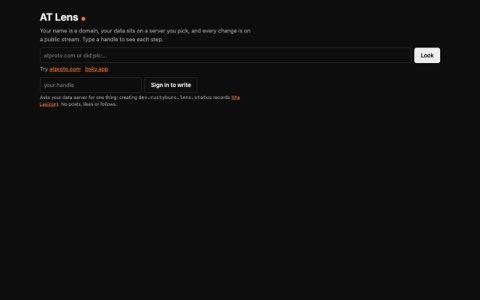 AT Lens
Your name is a domain, your data sits on a server you pick, and every change is on
a public stream. Type a handle to see each step.
atproto.com or did:plc:...
Look
Try atproto.com bsky.app
your.handle
Sign in to write
Asks your data server for one thing: creating dev.rustybuns.lens.status records (the
Lexicon). No posts, likes or follows.